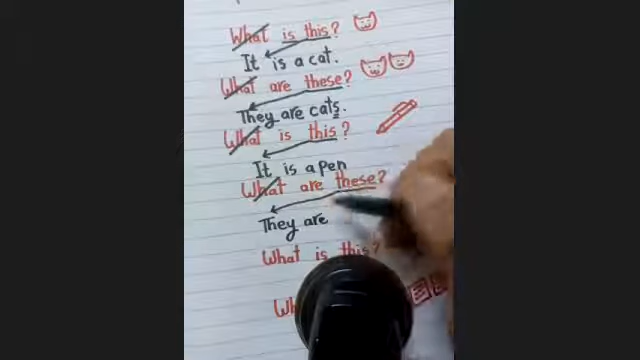 What is this?
It is a cat.
What are these?
They are cats.
What is this?
It is a pen
What are these?
They are
What is this?